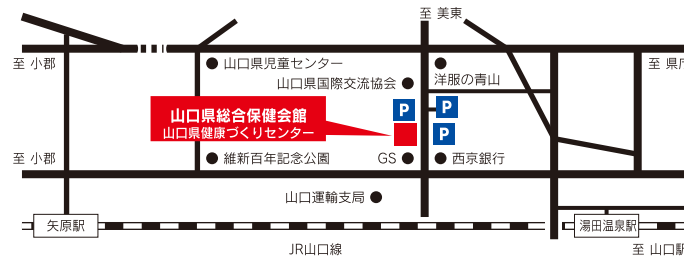 至 美東
至 小郡
山口県児童センター
洋服の青山
至 県庁
山口県国際交流協会
P
P
山口県総合保健会館
山口県健康づくりセンター
P
至 小郡
維新百年記念公園
GS
西京銀行
山口運輸支局
矢原駅
湯田温泉駅
JR山口線
至 山口駅